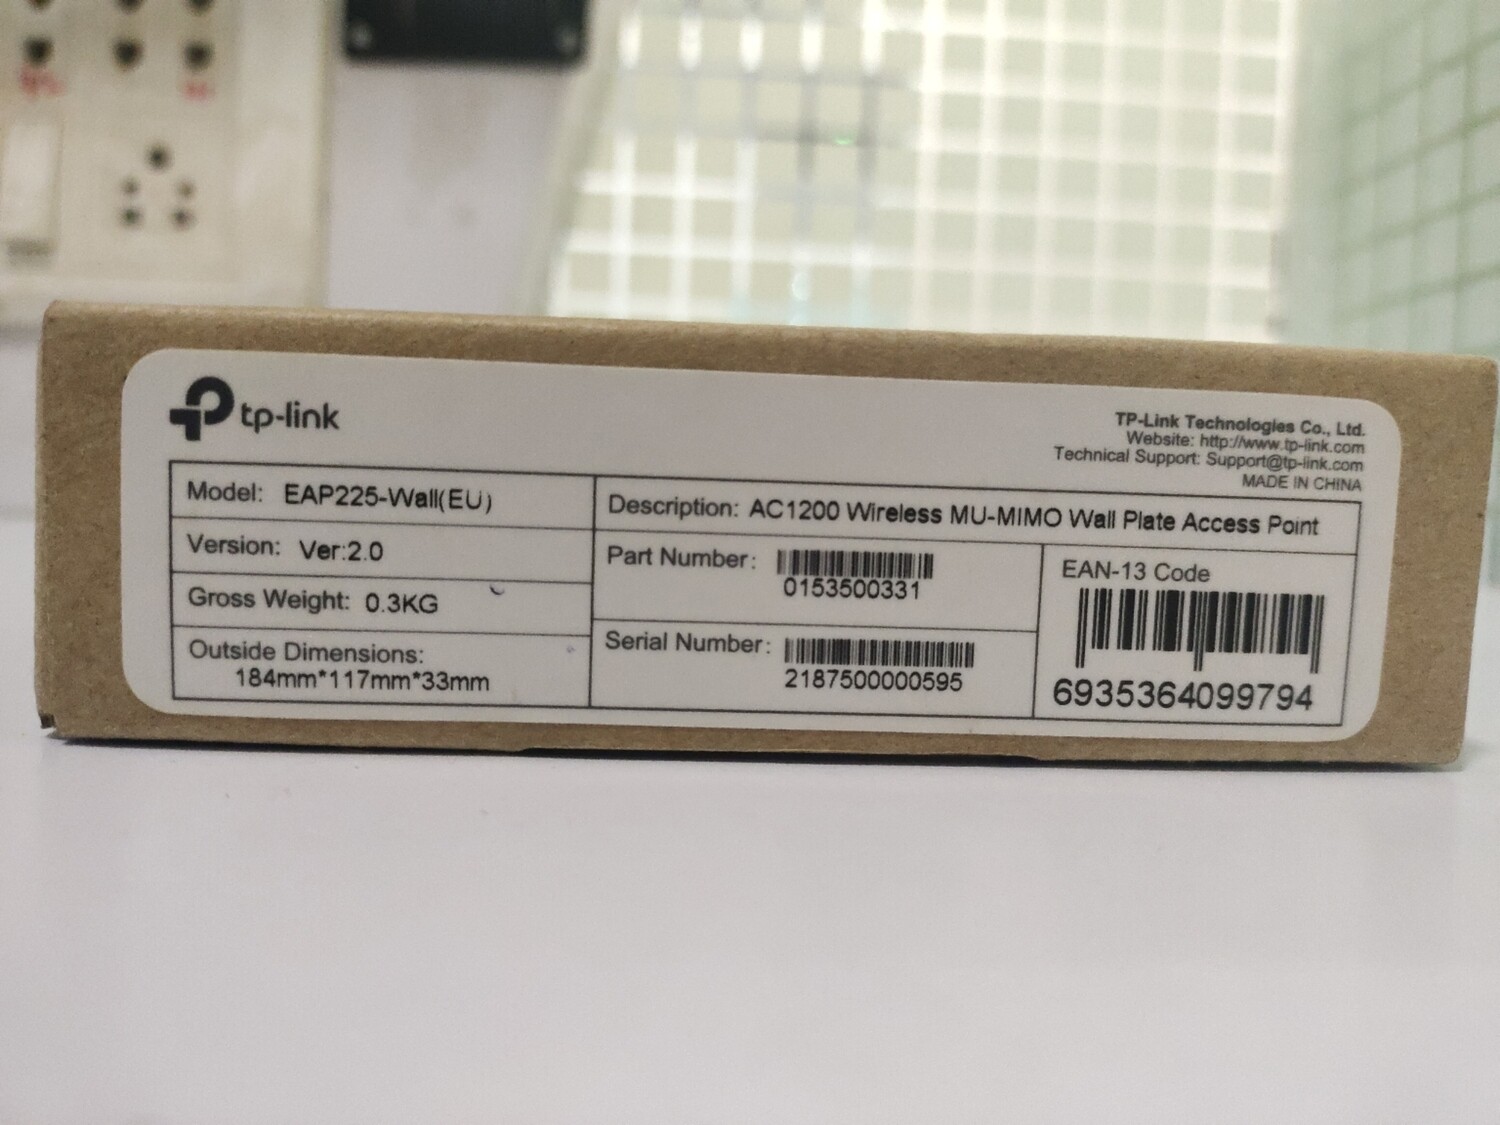 tp-link
TP-Link Technologies Co., Ltd.
Website: http://www.tp-link.com
Technical Support: Support@tp-link.com
MADE IN CHINA
Model: EAP225-Wall(EU)
Description: AC1200 Wireless MU-MIMO Wall Plate Access Point
Version: Ver:2.0
Part Number:
0153500331
EAN-13 Code
6935364099794
Gross Weight: 0.3KG
Serial Number:
2187500000595
Outside Dimensions:
184mm*117mm*33mm